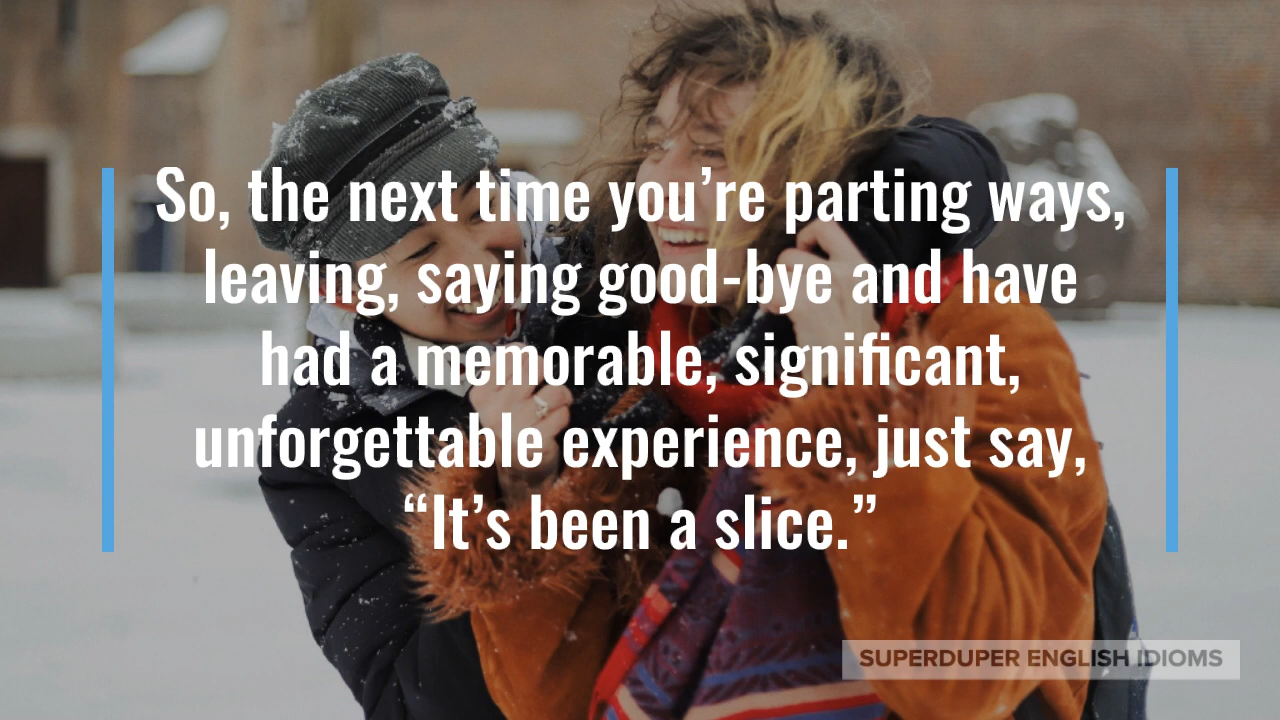 So, the next time you’re parting ways,
leaving, saying good-bye and have
had a memorable, significant,
unforgettable experience, just say,
“It’s been a slice.”
SUPERDUPER ENGLISH IDIOMS